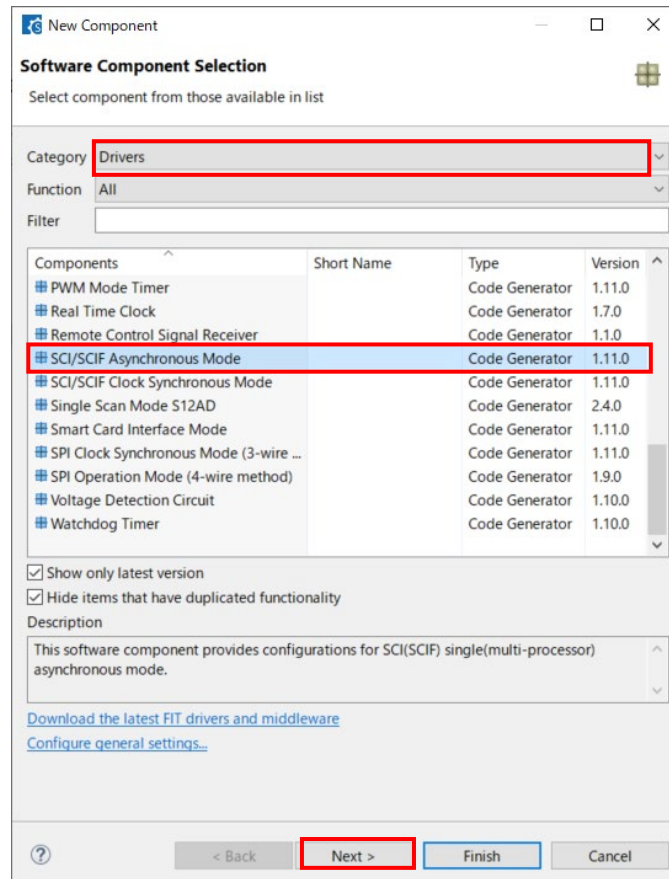 New Component
Software Component Selection
Select component from those available in list
Category Drivers
Function All
Filter
Components Short Name Type Version
PWM Mode Timer Code Generator 1.11.0
Real Time Clock Code Generator 1.7.0
Remote Control Signal Receiver Code Generator 1.1.0
SCI/SCIF Asynchronous Mode Code Generator 1.11.0
SCI/SCIF Clock Synchronous Mode Code Generator 1.11.0
Single Scan Mode S12AD Code Generator 2.4.0
Smart Card Interface Mode Code Generator 1.11.0
SPI Clock Synchronous Mode (3-wire ... Code Generator 1.11.0
SPI Operation Mode (4-wire method) Code Generator 1.9.0
Voltage Detection Circuit Code Generator 1.10.0
Watchdog Timer Code Generator 1.10.0
Show only latest version
Hide items that have duplicated functionality
Description
This software component provides configurations for SCI(SCIF) single(multi-processor)
asynchronous mode.
Download the latest FIT drivers and middleware
Configure general settings...
? < Back Next > Finish Cancel